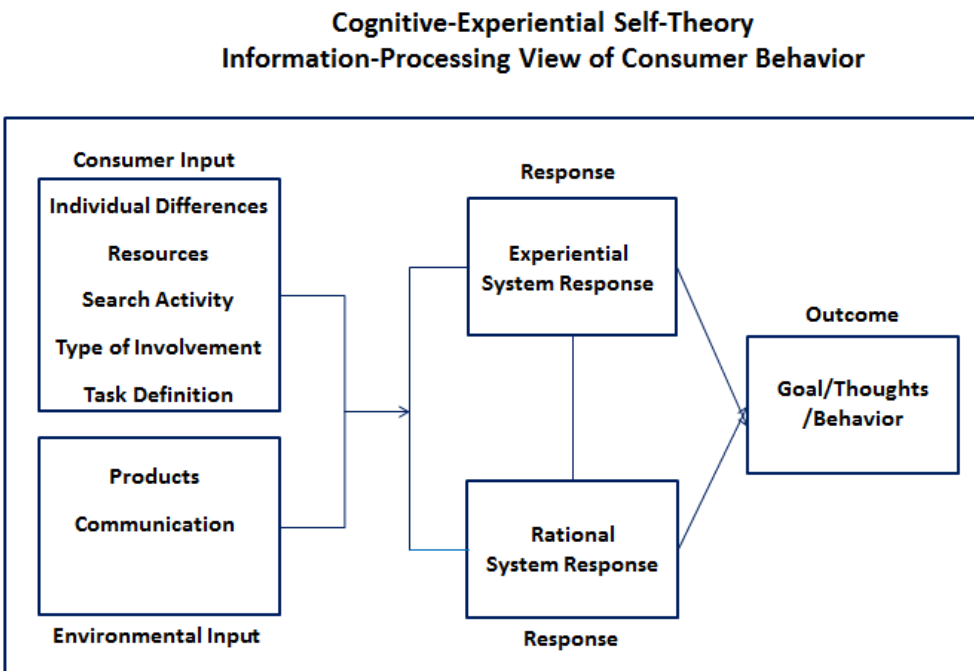 Cognitive-Experiential Self-Theory
Information-Processing View of Consumer Behavior
Consumer Input
Individual Differences
Resources
Search Activity
Type of Involvement
Task Definition
Products
Communication
Environmental Input
Response
Experiential
System Response
Rational
System Response
Response
Outcome
Goal/Thoughts
/Behavior